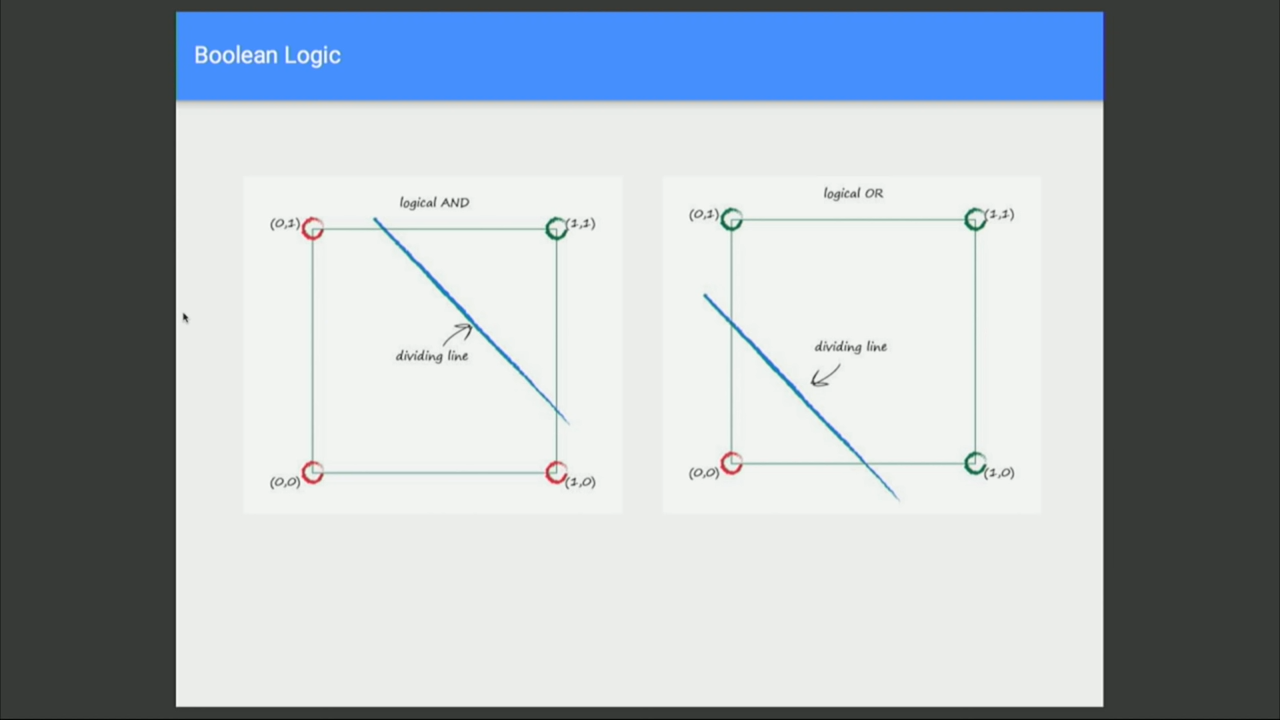 Boolean Logic
logical AND
(0,1)
(1,1)
dividing line
(0,0)
(1,0)
logical OR
(0,1)
(1,1)
dividing line
(0,0)
(1,0)